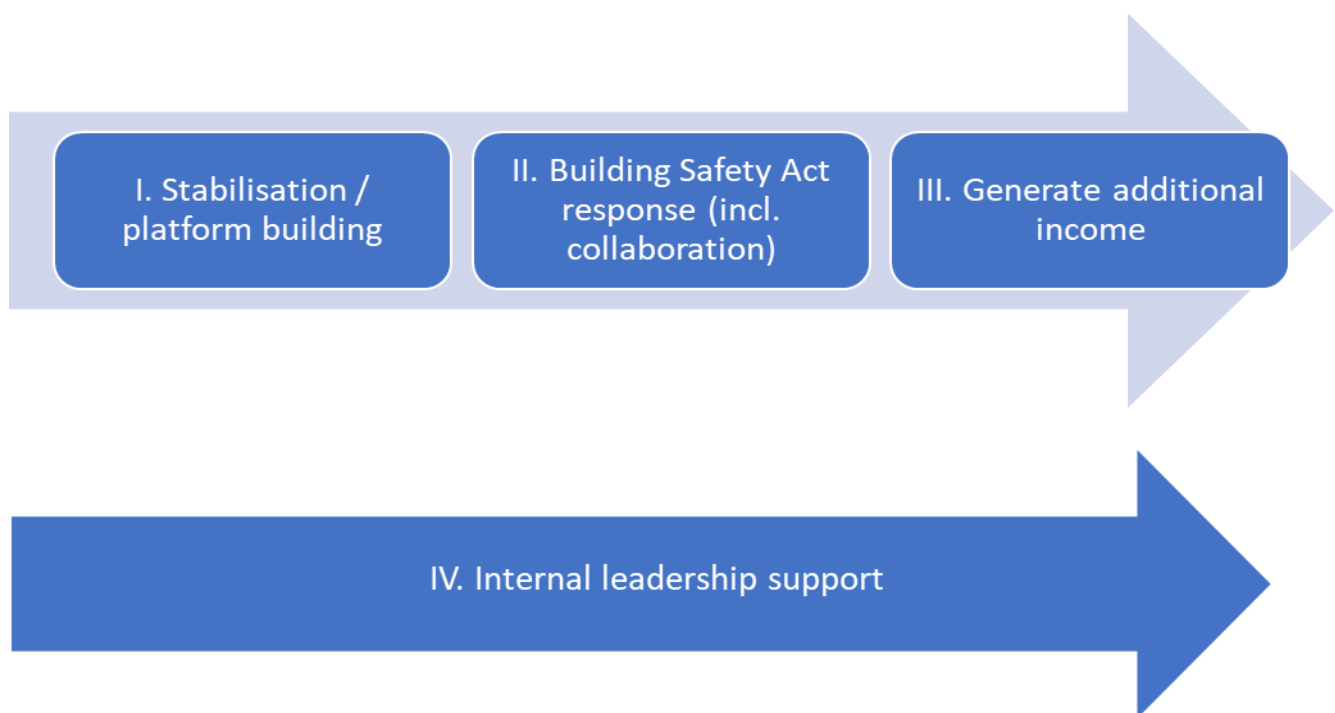 I. Stabilisation /
platform building
II. Building Safety Act
response (incl.
collaboration)
III. Generate additional
income
IV. Internal leadership support